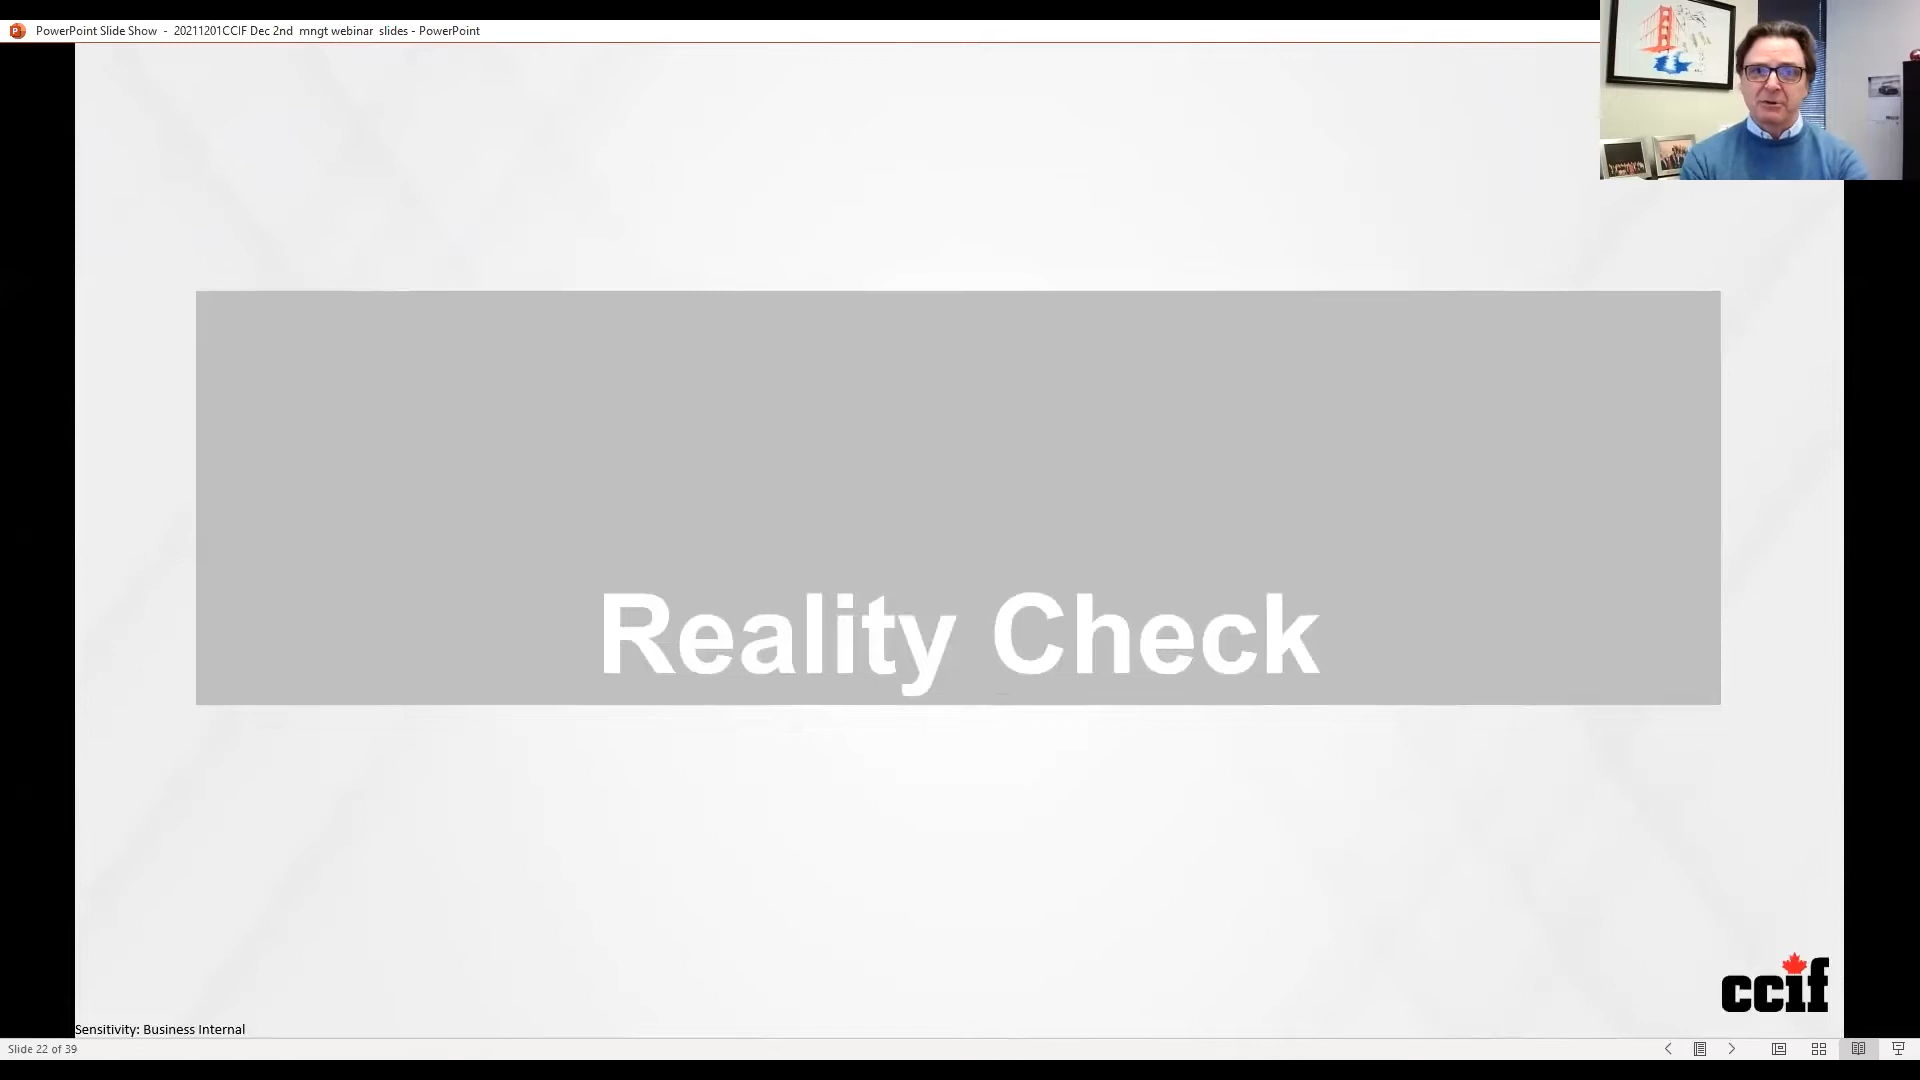 PowerPoint Slide Show - 20211201CCIF Dec 2nd mngt webinar slides - PowerPoint
Reality Check
ccif
Sensitivity: Business Internal
Slide 22 of 39